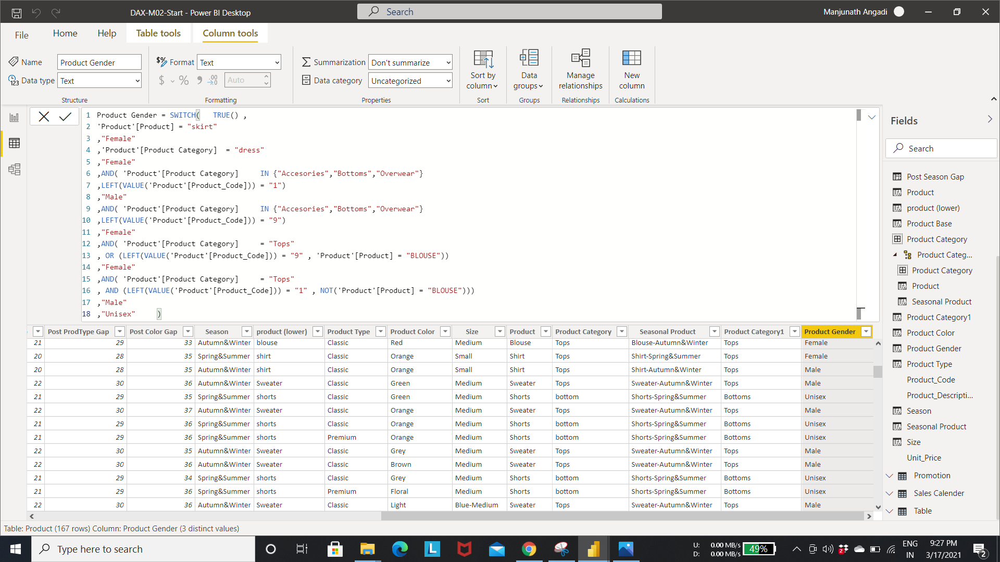 DAX-M02-Start - Power BI Desktop
Search
Manjunath Angadi
File Home Help Table tools Column tools
Name Product Gender
Data type Text
Structure
$% Format Text
$ % Auto
Formatting
Summarization Don't summarize
Data category Uncategorized
Properties
Sort by column
Sort
Data groups
Groups
Manage relationships
Relationships
New column
Calculations
1 Product Gender = SWITCH( TRUE() ,
2 'Product'[Product] = "skirt"
3 ,"Female"
4 ,'Product'[Product Category] = "dress"
5 ,"Female"
6 ,AND( 'Product'[Product Category] IN {"Accesories","Bottoms","Overwear"}
7 ,LEFT(VALUE('Product'[Product_Code])) = "1")
8 ,"Male"
9 ,AND( 'Product'[Product Category] IN {"Accesories","Bottoms","Overwear"}
10 ,LEFT(VALUE('Product'[Product_Code])) = "9")
11 ,"Female"
12 ,AND( 'Product'[Product Category] = "Tops"
13 , OR (LEFT(VALUE('Product'[Product_Code])) = "9" , 'Product'[Product] = "BLOUSE"))
14 ,"Female"
15 ,AND( 'Product'[Product Category] = "Tops"
16 , AND (LEFT(VALUE('Product'[Product_Code])) = "1" , NOT('Product'[Product] = "BLOUSE")))
17 ,"Male"
18 ,"Unisex" )
Post ProdType Gap Post Color Gap Season product (lower) Product Type Product Color Size Product Product Category Seasonal Product Product Category1 Product Gender
21 29 33 Autumn&Winter blouse Classic Red Medium Blouse Tops Blouse-Autumn&Winter Tops Female
20 28 35 Spring&Summer shirt Classic Orange Small Shirt Tops Shirt-Spring&Summer Tops Female
20 28 35 Autumn&Winter shirt Classic Orange Small Shirt Tops Shirt-Autumn&Winter Tops Male
22 30 36 Autumn&Winter Sweater Classic Green Medium Sweater Tops Sweater-Autumn&Winter Tops Male
21 29 35 Spring&Summer shorts Classic Green Medium Shorts bottom Shorts-Spring&Summer Bottoms Unisex
22 30 37 Autumn&Winter Sweater Classic Orange Medium Sweater Tops Sweater-Autumn&Winter Tops Male
21 29 36 Spring&Summer shorts Classic Orange Medium Shorts bottom Shorts-Spring&Summer Bottoms Unisex
21 29 36 Spring&Summer shorts Premium Orange Medium Shorts bottom Shorts-Spring&Summer Bottoms Unisex
22 30 35 Autumn&Winter Sweater Classic Grey Medium Sweater Tops Sweater-Autumn&Winter Tops Male
22 30 36 Autumn&Winter Sweater Classic Brown Medium Sweater Tops Sweater-Autumn&Winter Tops Male
21 29 34 Spring&Summer shorts Classic Grey Medium Shorts bottom Shorts-Spring&Summer Bottoms Unisex
21 29 36 Spring&Summer shorts Premium Floral Medium Shorts bottom Shorts-Spring&Summer Bottoms Unisex
22 30 36 Autumn&Winter Sweater Classic Light Blue-Medium Sweater Tops Sweater-Autumn&Winter Tops Male
Fields
Search
Post Season Gap
Product
product (lower)
Product Base
Product Category
Product Categ...
Product Category
Product
Seasonal Product
Product Category1
Product Color
Product Gender
Product Type
Product_Code
Product_Descripti...
Season
Seasonal Product
Size
Unit_Price
Promotion
Sales Calender
Table
Table: Product (167 rows) Column: Product Gender (3 distinct values)
Type here to search
U: 0.00 MB/s
D: 0.00 MB/s
49%
ENG
IN
9:27 PM
3/17/2021
2